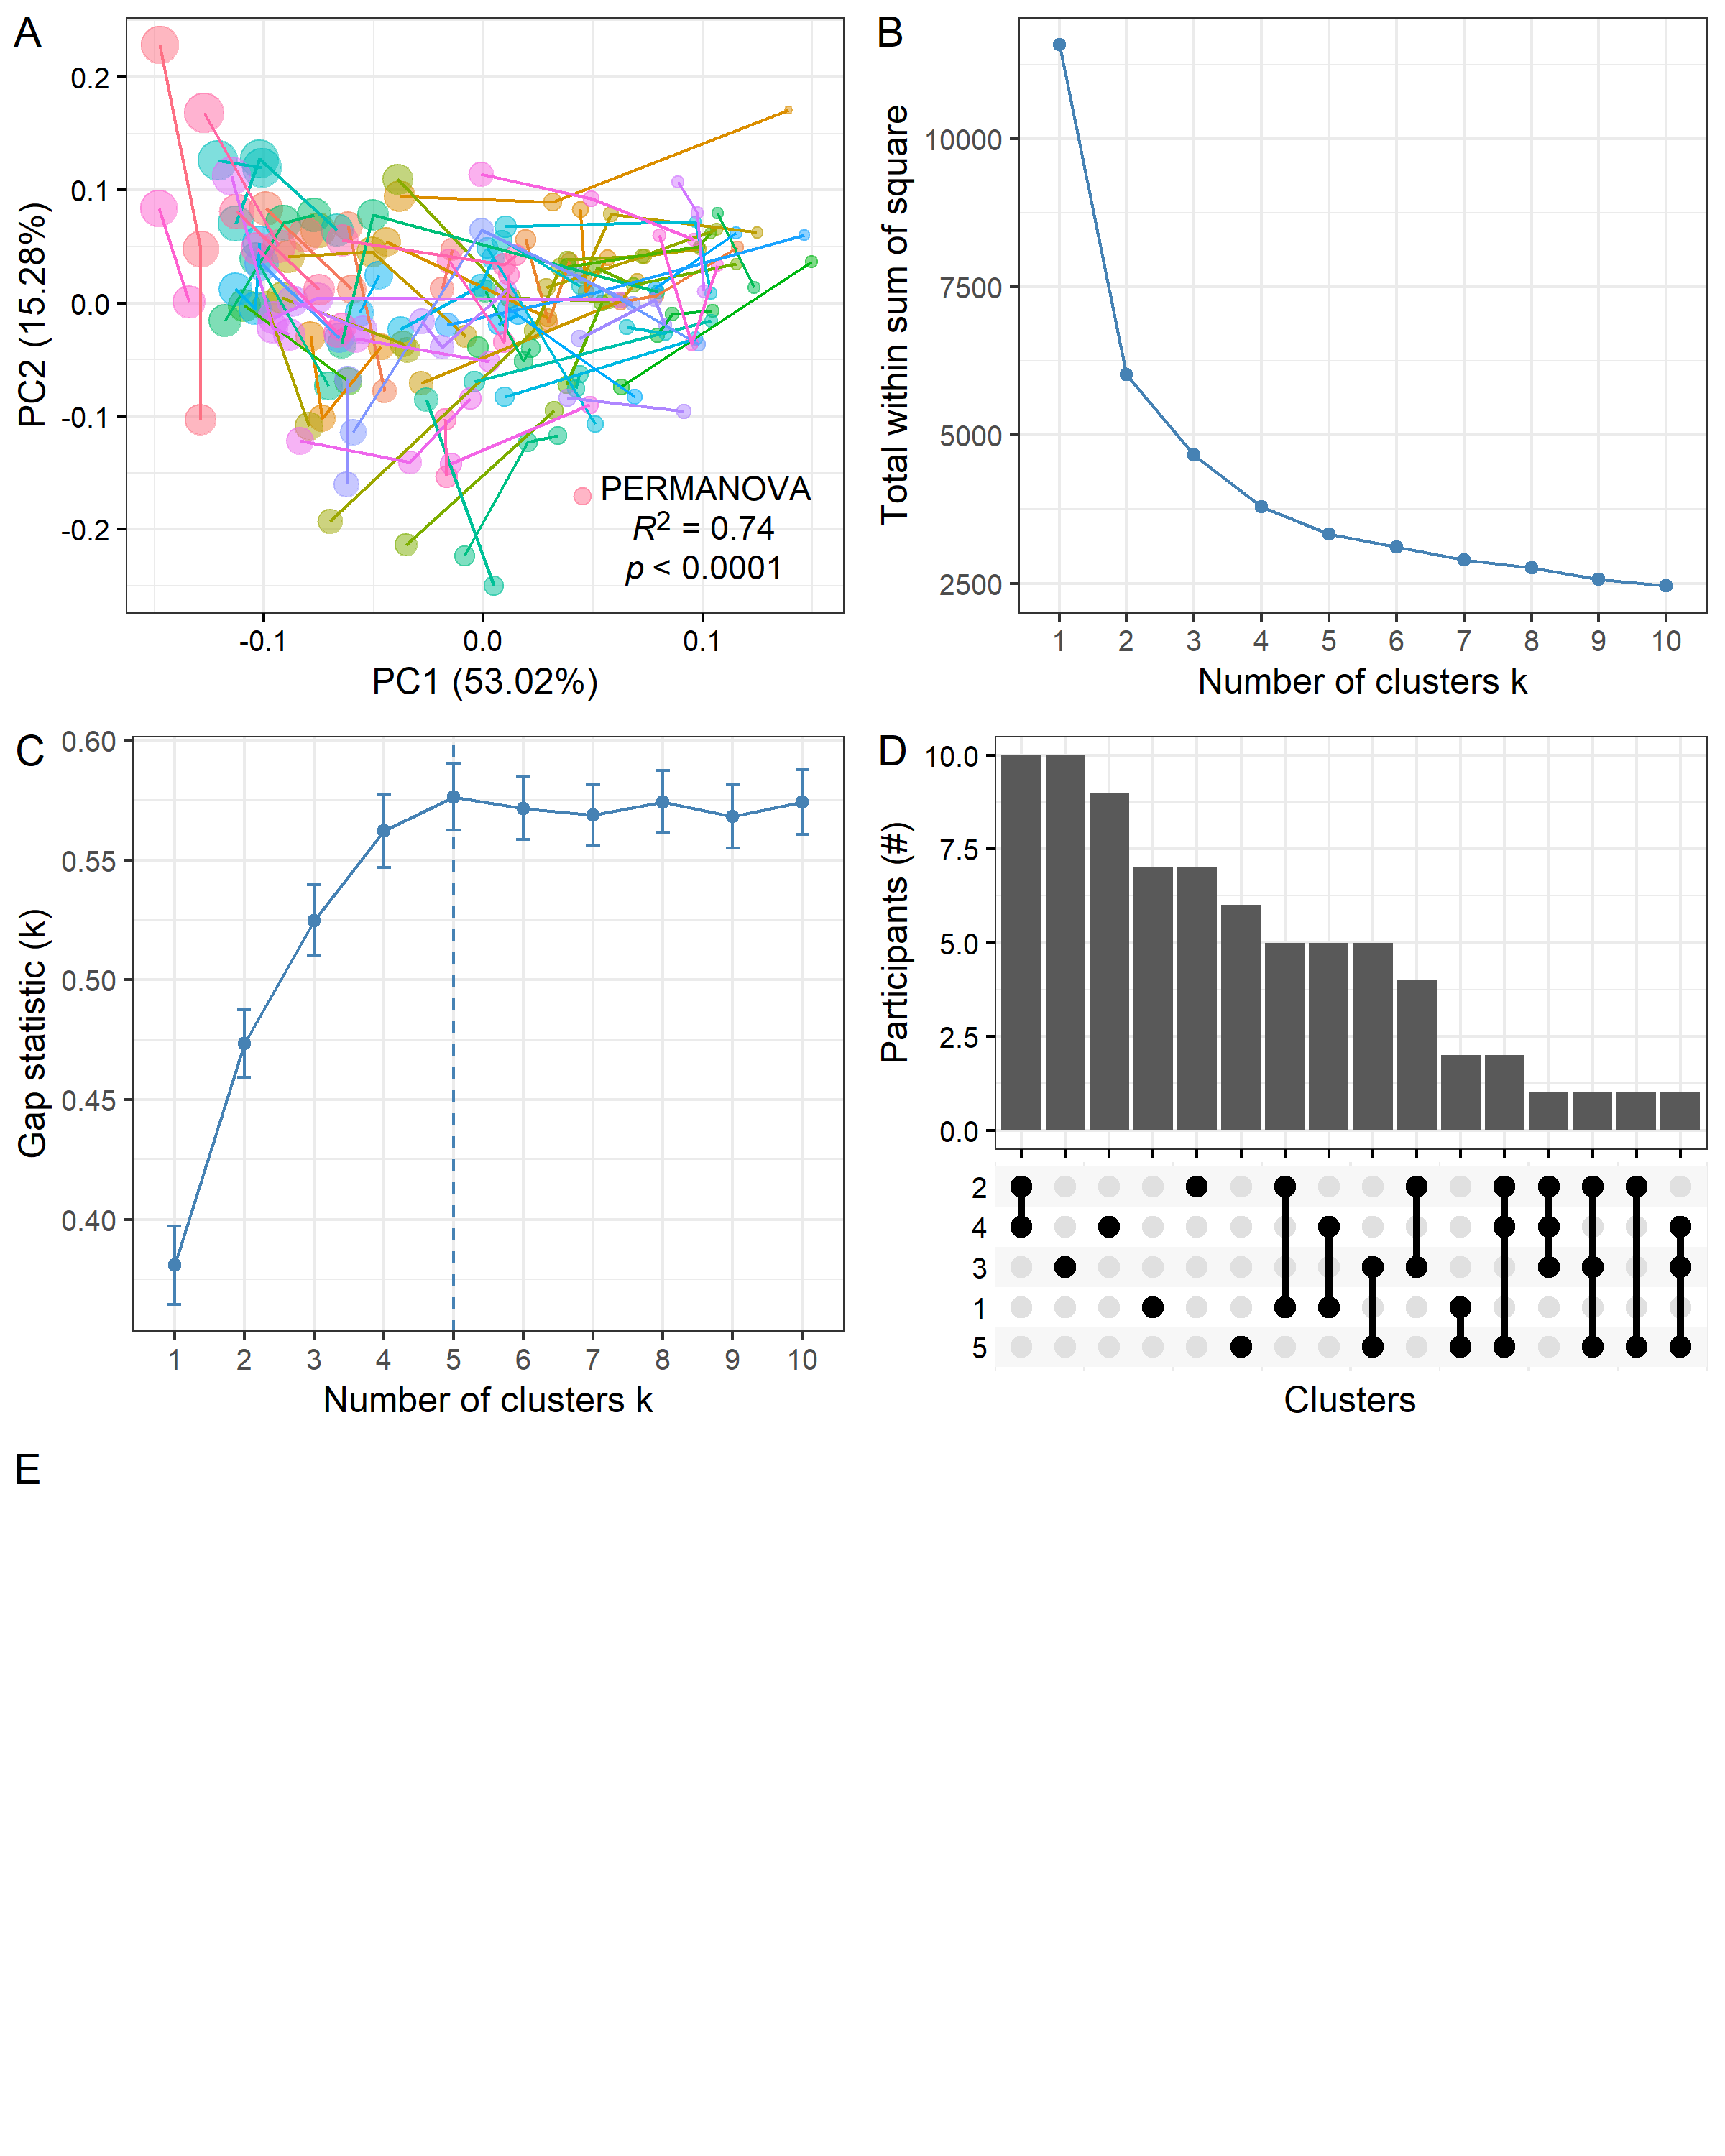 A
0.2
0.1
0.0
-0.1
-0.2
PC2 (15.28%)
PERMANOVA
R2 = 0.74
p < 0.0001
-0.1
0.0
0.1
PC1 (53.02%)
B
10000
7500
5000
2500
Total within sum of square
1
2
3
4
5
6
7
8
9
10
Number of clusters k
C
0.60
0.55
0.50
0.45
0.40
Gap statistic (k)
1
2
3
4
5
6
7
8
9
10
Number of clusters k
D
10.0
7.5
5.0
2.5
0.0
Participants (#)
2
4
3
1
5
Clusters
E